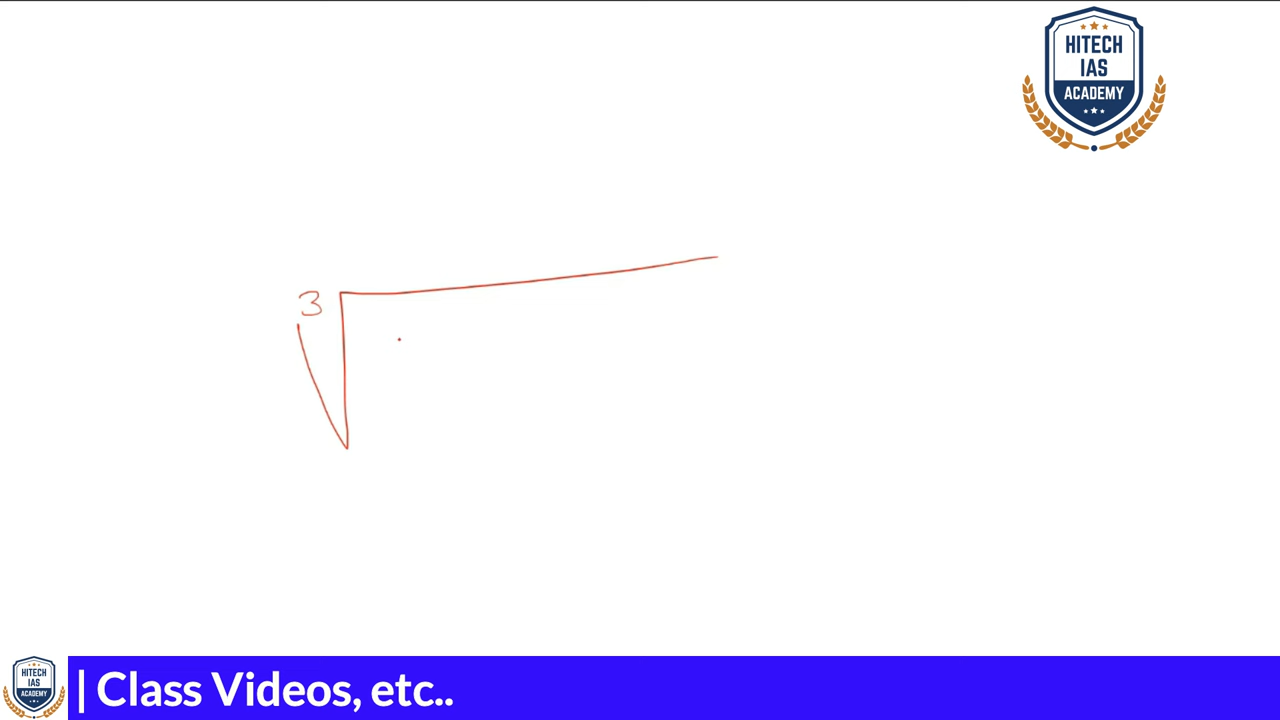 HITECH
IAS
ACADEMY
3
HITECH
IAS
ACADEMY
| Class Videos, etc..